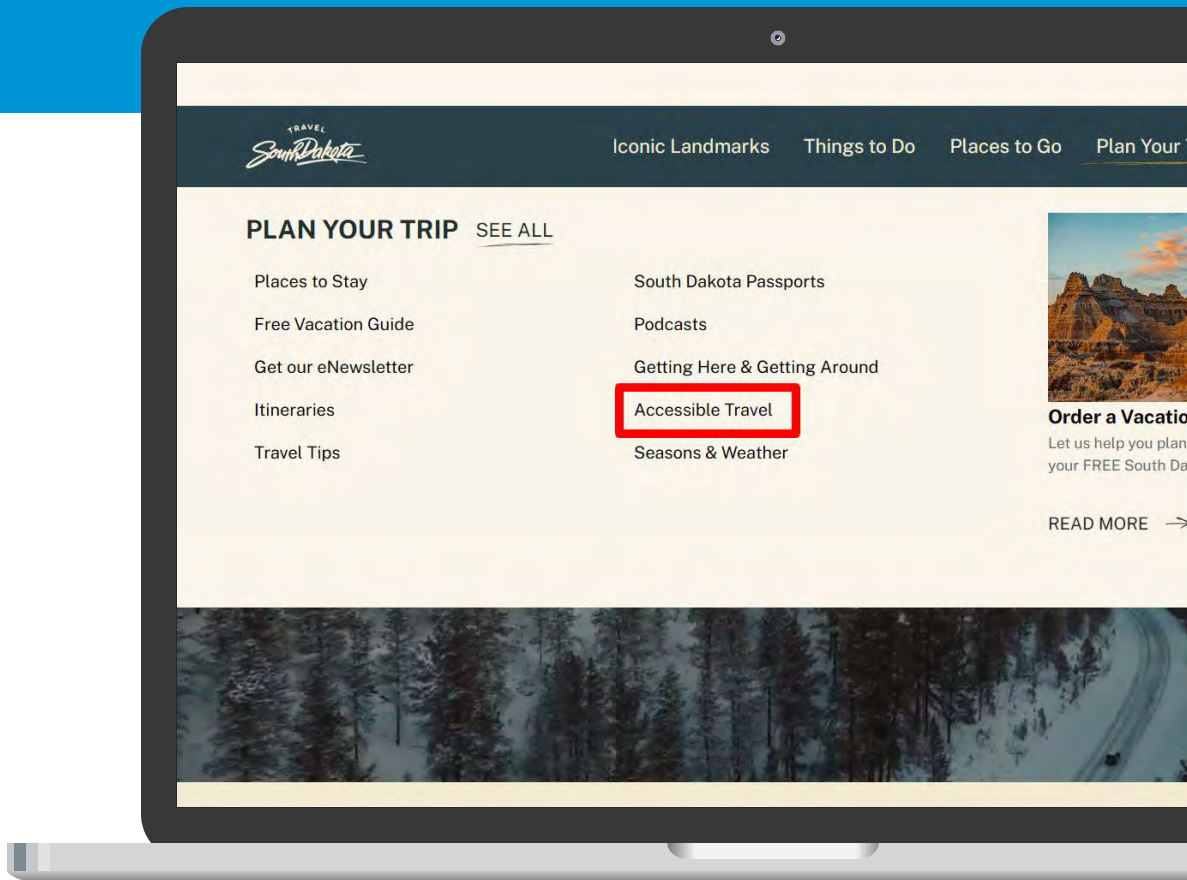 TRAVEL
South Dakota
Iconic Landmarks
Things to Do
Places to Go
Plan Your
PLAN YOUR TRIP
SEE ALL
Places to Stay
Free Vacation Guide
Get our eNewsletter
Itineraries
Travel Tips
South Dakota Passports
Podcasts
Getting Here & Getting Around
Accessible Travel
Seasons & Weather
Order a Vacatio
Let us help you plan
your FREE South Da
READ MORE